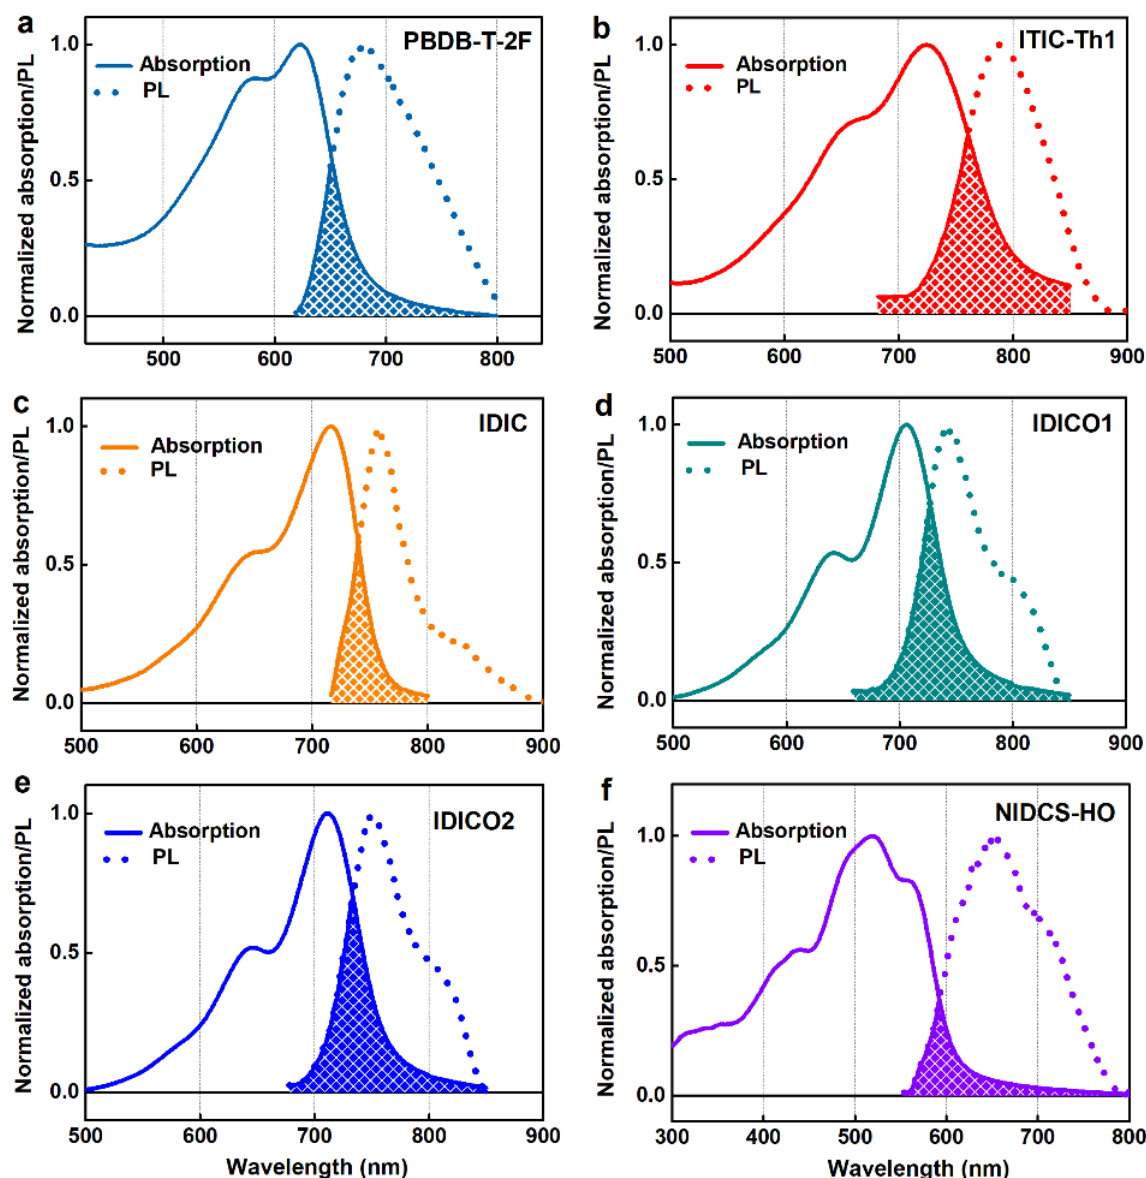 a
PBDB-T-2F
Absorption
PL
Normalized absorption/PL
1.0
0.5
0.0
500 600 700 800
b
ITIC-Th1
Absorption
PL
Normalized absorption/PL
1.0
0.5
0.0
500 600 700 800 900
c
IDIC
Absorption
PL
Normalized absorption/PL
1.0
0.5
0.0
500 600 700 800 900
d
IDICO1
Absorption
PL
Normalized absorption/PL
1.0
0.5
0.0
500 600 700 800 900
e
IDICO2
Absorption
PL
Normalized absorption/PL
1.0
0.5
0.0
500 600 700 800 900
Wavelength (nm)
f
NIDCS-HO
Absorption
PL
Normalized absorption/PL
1.0
0.5
0.0
300 400 500 600 700 800
Wavelength (nm)